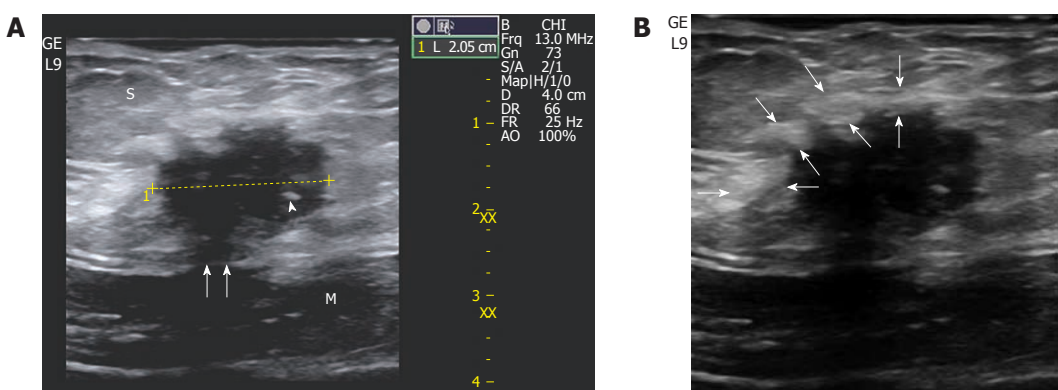 A
GE
L9
S
1
M
1 L 2.05 cm
B CHI
Frq 13.0 MHz
Gn 73
S/A 2/1
Map H/1/0
D 4.0 cm
DR 66
FR 25 Hz
AO 100%
1
2
XX
3
XX
4
B
GE
L9